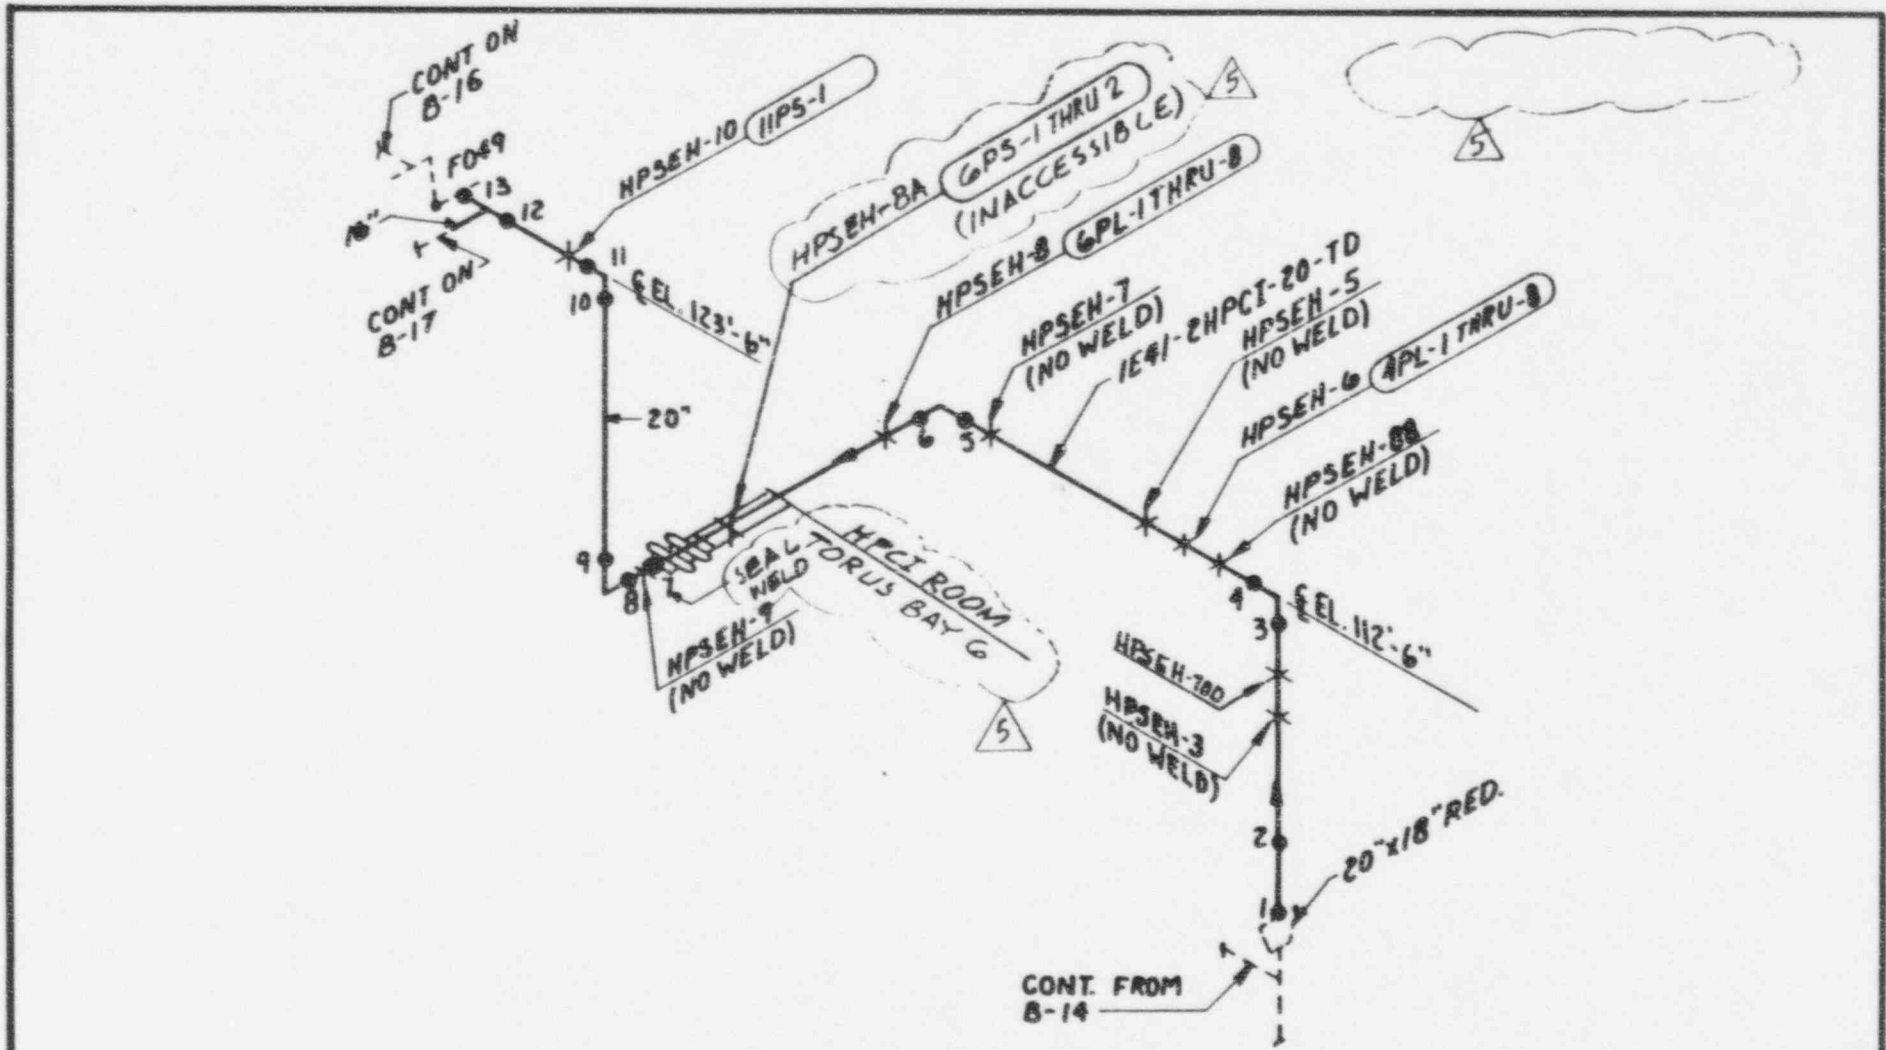 CONT ON
B-16
F049
13
12
CONT ON
B-17
HPSEH-10 11PS-1
11
10
℄ EL. 123'-6"
20"
HPSEH-8A 6PS-1 THRU 2
(INACCESSIBLE)
5
5
HPSEH-8 6PL-1 THRU-8
HPSEH-7
(NO WELD)
1E41-2HPCI-20-TD
HPSEH-5
(NO WELD)
HPSEH-6 4PL-1 THRU-8
HPSEH-88
(NO WELD)
6
5
9
8
7
SEAL
WELD
HPCI ROOM
TORUS BAY 6
HPSEH-9
(NO WELD)
5
4
3
℄ EL. 112'-6"
HPSEH-700
HPSEH-3
(NO WELD)
2
20"x18" RED.
1
CONT. FROM
B-14